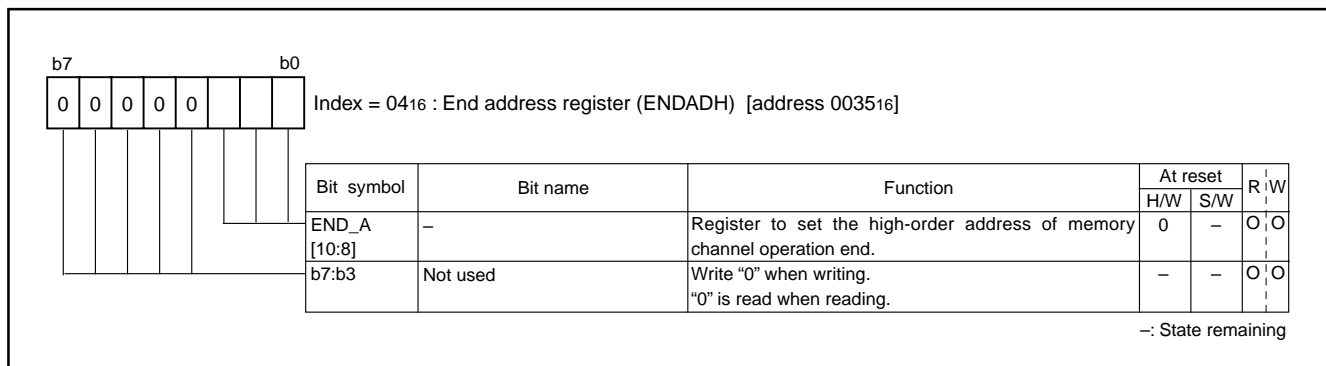 b7 b0
0 0 0 0 0 Index = 0416 : End address register (ENDADH) [address 003516]
Bit symbol Bit name Function At reset R W
H/W S/W
END_A – Register to set the high-order address of memory 0 – O O
[10:8] channel operation end.
b7:b3 Not used Write “0” when writing. – – O O
“0” is read when reading.
–: State remaining